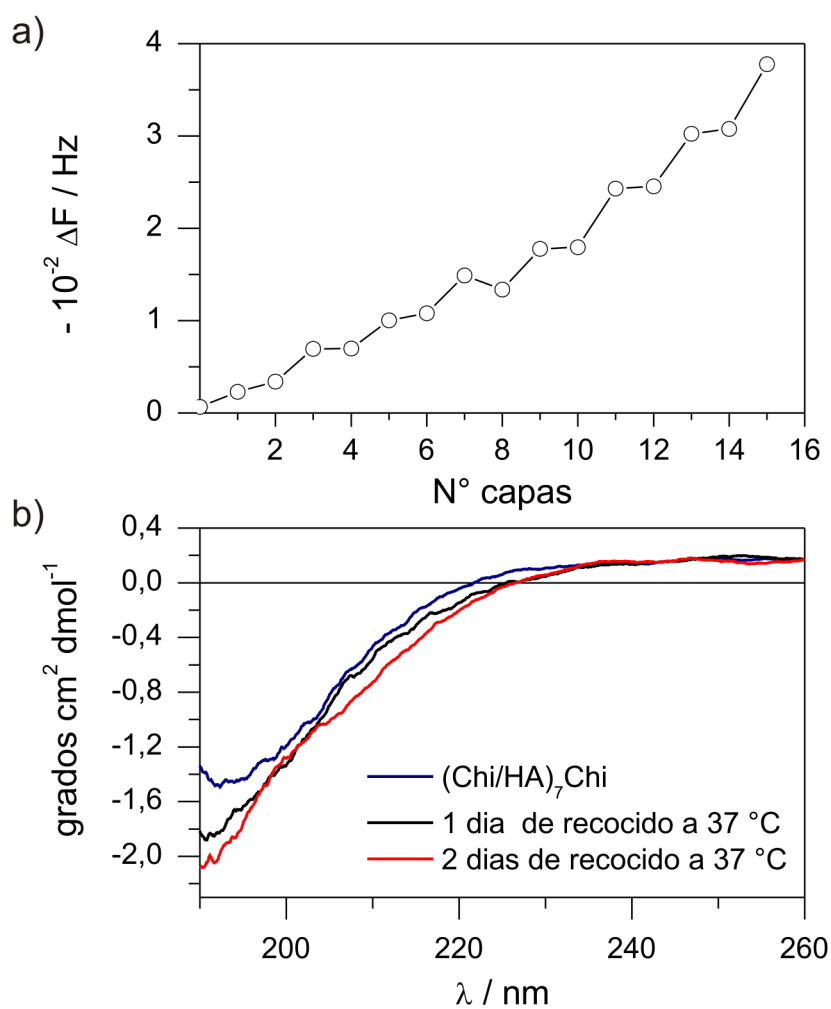 a)
4
3
2
1
0
- 10⁻² ΔF / Hz
2 4 6 8 10 12 14 16
N° capas
b)
0,4
0,0
-0,4
-0,8
-1,2
-1,6
-2,0
grados cm² dmol⁻¹
(Chi/HA)₇Chi
1 dia de recocido a 37 °C
2 dias de recocido a 37 °C
200 220 240 260
λ / nm